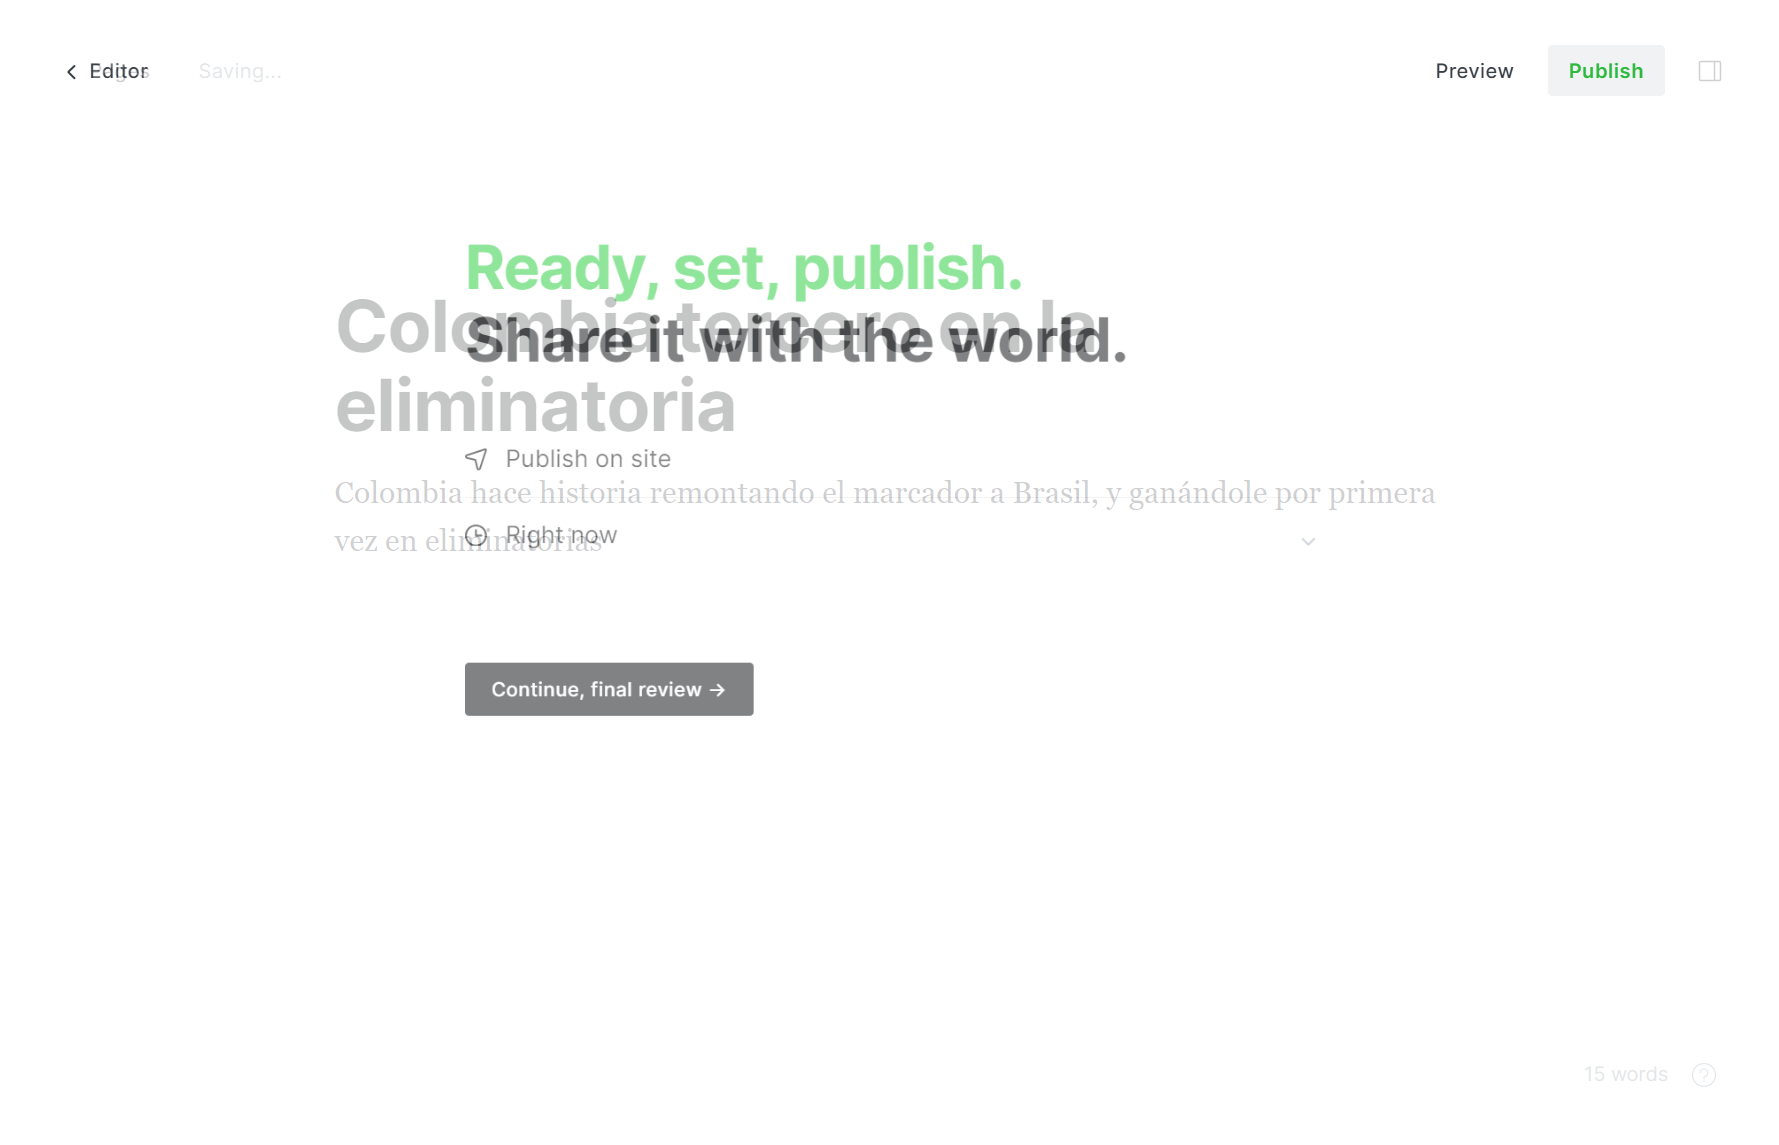 Editor
Pages
Saving...
Preview
Publish
Ready, set, publish.
Share it with the world.
Colombia tercero en la
eliminatoria
Publish on site
Colombia hace historia remontando el marcador a Brasil, y ganándole por primera
vez en eliminatorias
Right now
Continue, final review →
15 words
?